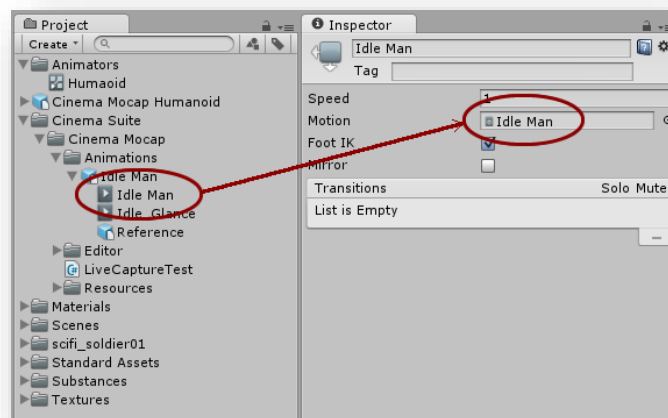 Project
Create
Animators
Humaoid
Cinema Mocap Humanoid
Cinema Suite
Cinema Mocap
Animations
Idle Man
Idle Man
Idle_Glance
Reference
Editor
LiveCaptureTest
Resources
Materials
Scenes
scifi_soldier01
Standard Assets
Substances
Textures
Inspector
Idle Man
Tag
Speed 1
Motion Idle Man
Foot IK
Mirror
Transitions Solo Mute
List is Empty